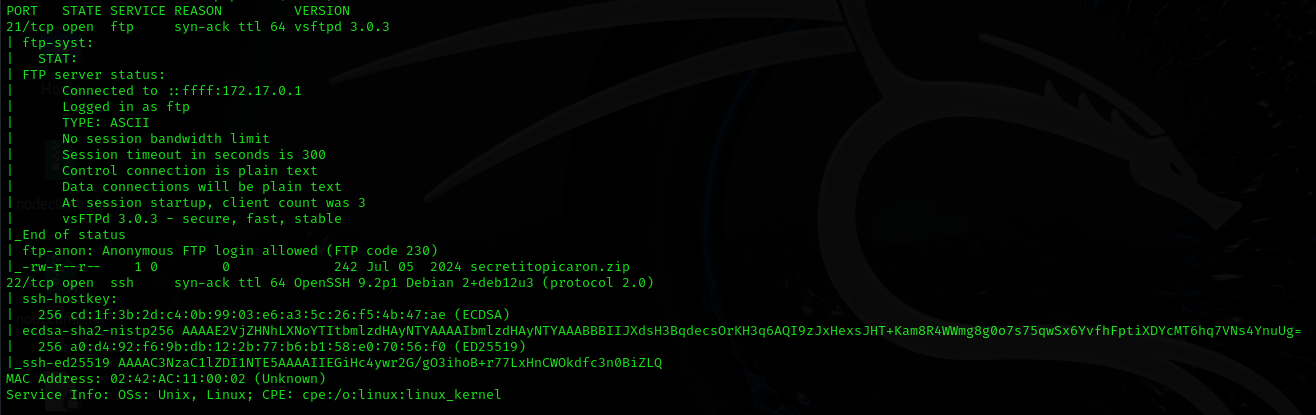 PORT   STATE SERVICE REASON         VERSION
21/tcp open  ftp     syn-ack ttl 64 vsftpd 3.0.3
| ftp-syst:
|   STAT:
| FTP server status:
|      Connected to ::ffff:172.17.0.1
|      Logged in as ftp
|      TYPE: ASCII
|      No session bandwidth limit
|      Session timeout in seconds is 300
|      Control connection is plain text
|      Data connections will be plain text
|      At session startup, client count was 3
|      vsFTPd 3.0.3 - secure, fast, stable
|_End of status
| ftp-anon: Anonymous FTP login allowed (FTP code 230)
|_-rw-r--r--    1 0        0             242 Jul 05  2024 secretitopicaron.zip
22/tcp open  ssh     syn-ack ttl 64 OpenSSH 9.2p1 Debian 2+deb12u3 (protocol 2.0)
| ssh-hostkey:
|   256 cd:1f:3b:2d:c4:0b:99:03:e6:a3:5c:26:f5:4b:47:ae (ECDSA)
| ecdsa-sha2-nistp256 AAAAE2VjZHNhLXNoYTItbmlzdHAyNTYAAAAIbmlzdHAyNTYAAABBBIIJXdsH3BqdecsOrKH3q6AQI9zJxHexsJHT+Kam8R4WWmg8g0o7s75qwSx6YvfhFptiXDYcMT6hq7VNs4YnuUg=
|   256 a0:d4:92:f6:9b:db:12:2b:77:b6:b1:58:e0:70:56:f0 (ED25519)
|_ssh-ed25519 AAAAC3NzaC1lZDI1NTE5AAAAIIEGiHc4ywr2G/gO3ihoB+r77LxHnCWOkdfc3n0BiZLQ
MAC Address: 02:42:AC:11:00:02 (Unknown)
Service Info: OSs: Unix, Linux; CPE: cpe:/o:linux:linux_kernel